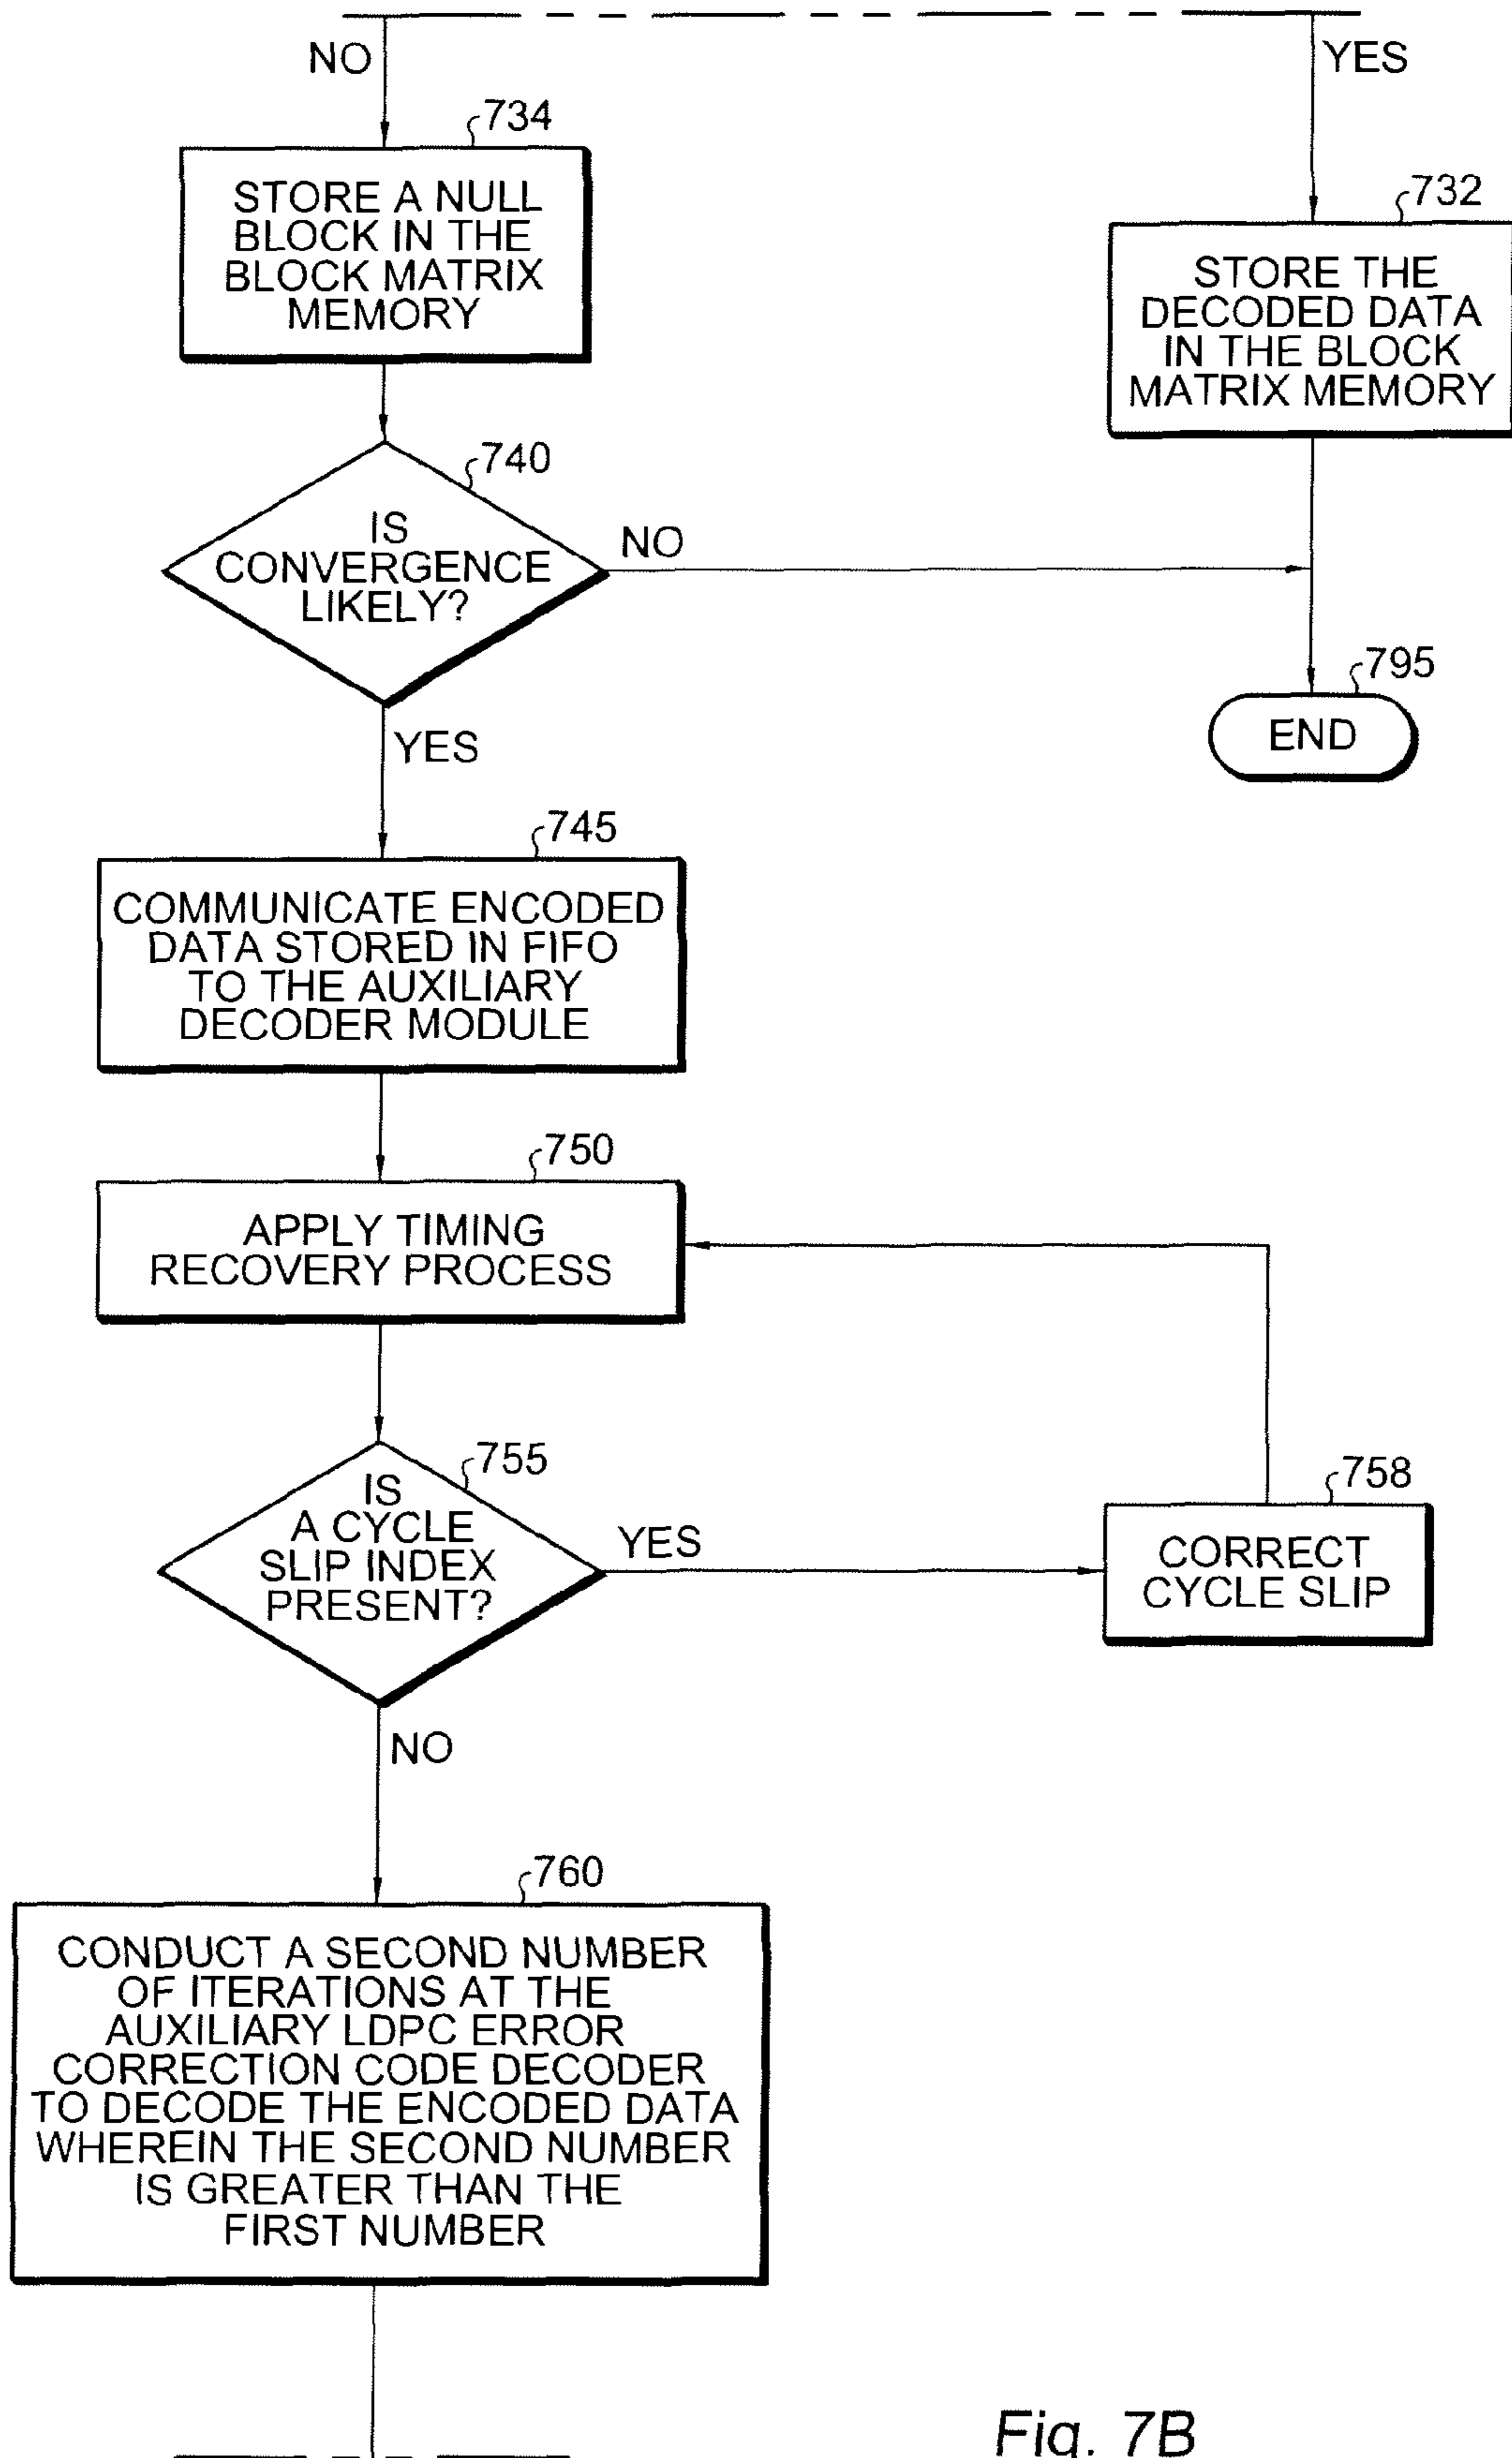 NO
YES
734
STORE A NULL
BLOCK IN THE
BLOCK MATRIX
MEMORY
732
STORE THE
DECODED DATA
IN THE BLOCK
MATRIX MEMORY
740
IS
CONVERGENCE
LIKELY?
NO
795
END
YES
745
COMMUNICATE ENCODED
DATA STORED IN FIFO
TO THE AUXILIARY
DECODER MODULE
750
APPLY TIMING
RECOVERY PROCESS
755
IS
A CYCLE
SLIP INDEX
PRESENT?
YES
758
CORRECT
CYCLE SLIP
NO
760
CONDUCT A SECOND NUMBER
OF ITERATIONS AT THE
AUXILIARY LDPC ERROR
CORRECTION CODE DECODER
TO DECODE THE ENCODED DATA
WHEREIN THE SECOND NUMBER
IS GREATER THAN THE
FIRST NUMBER
Fig. 7B